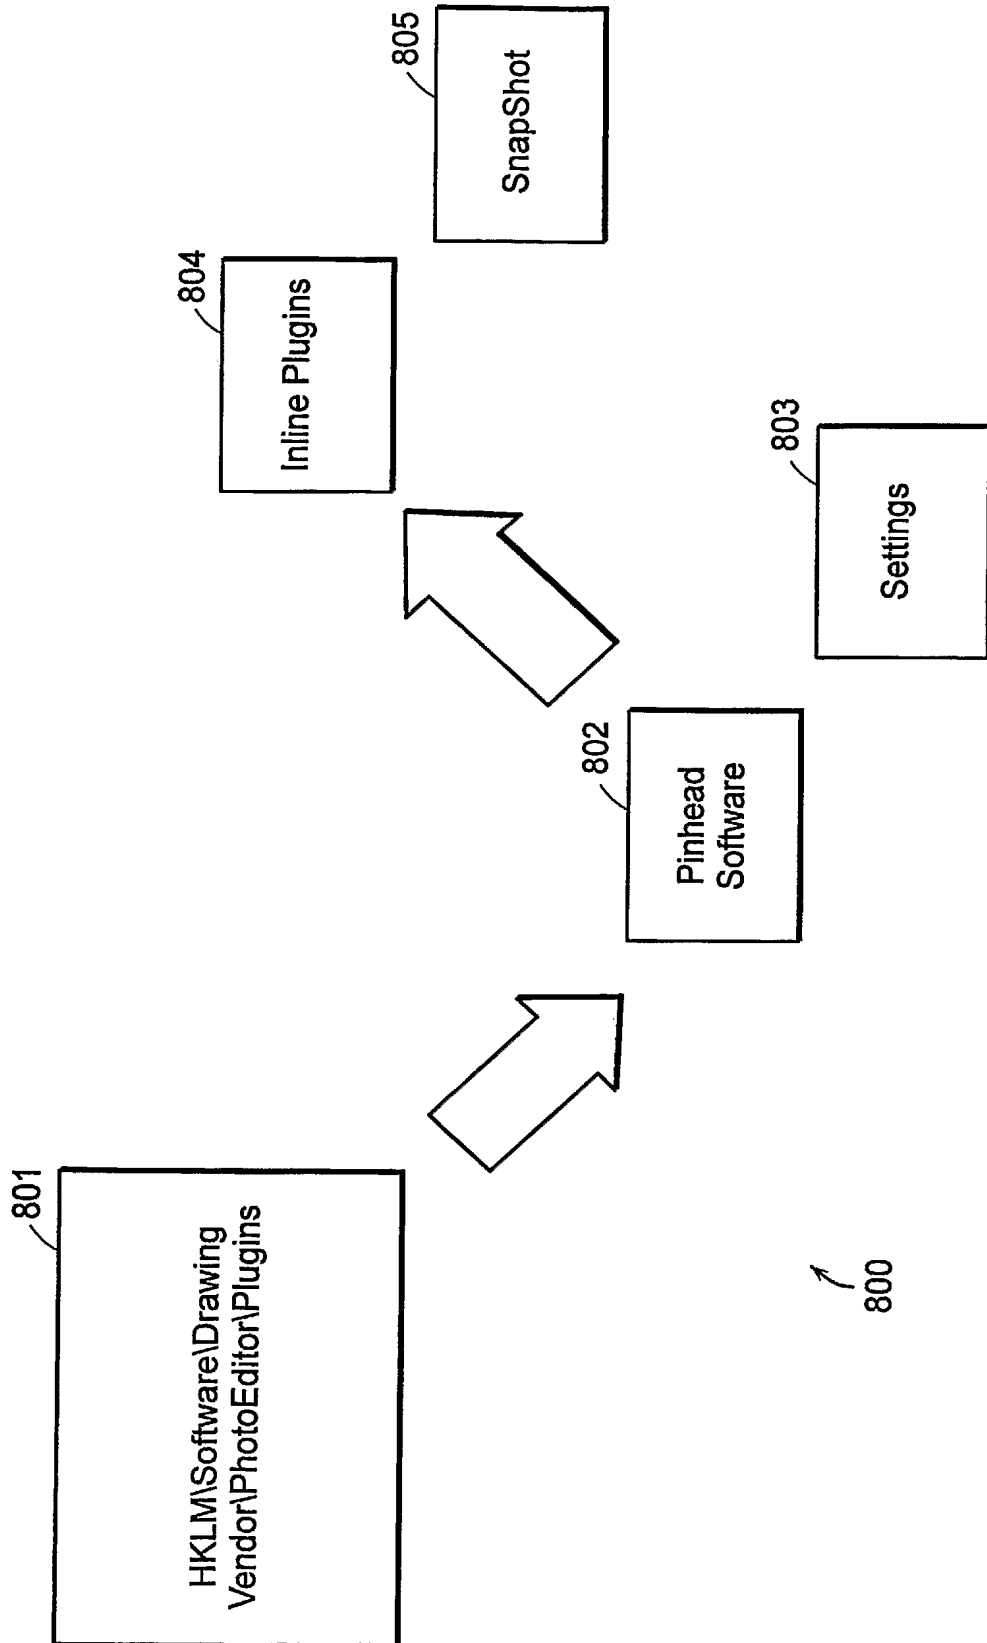 801
HKLM\Software\Drawing
Vendor\PhotoEditor\Plugins
802
Pinhead
Software
804
Inline Plugins
803
Settings
805
SnapShot
800